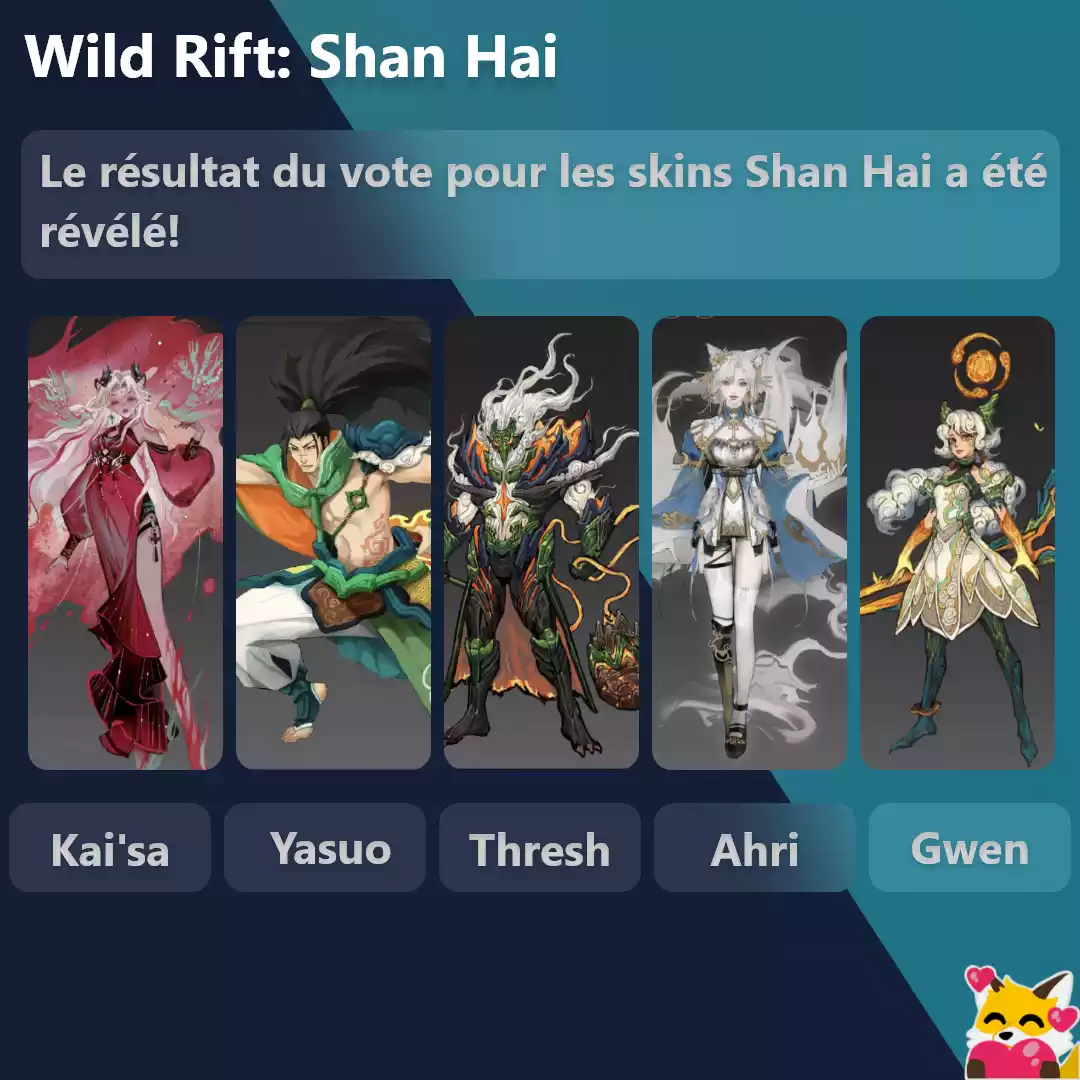 Wild Rift: Shan Hai
Le résultat du vote pour les skins Shan Hai a été
révélé!
Kai'sa
Yasuo
Thresh
Ahri
Gwen